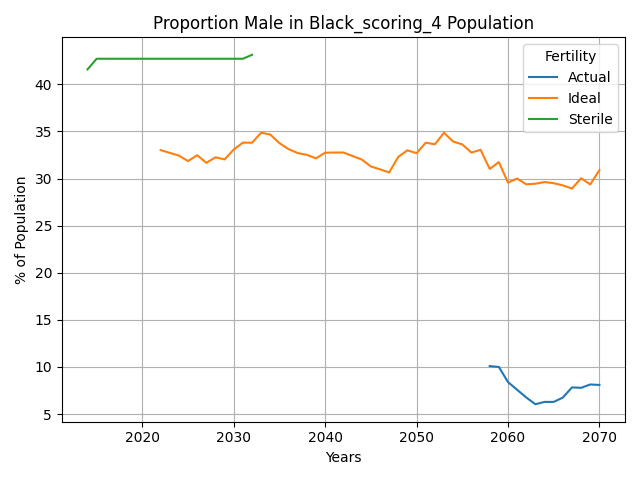 Proportion Male in Black_scoring_4 Population
Fertility
Actual
Ideal
Sterile
% of Population
40
35
30
25
20
15
10
5
2020 2030 2040 2050 2060 2070
Years